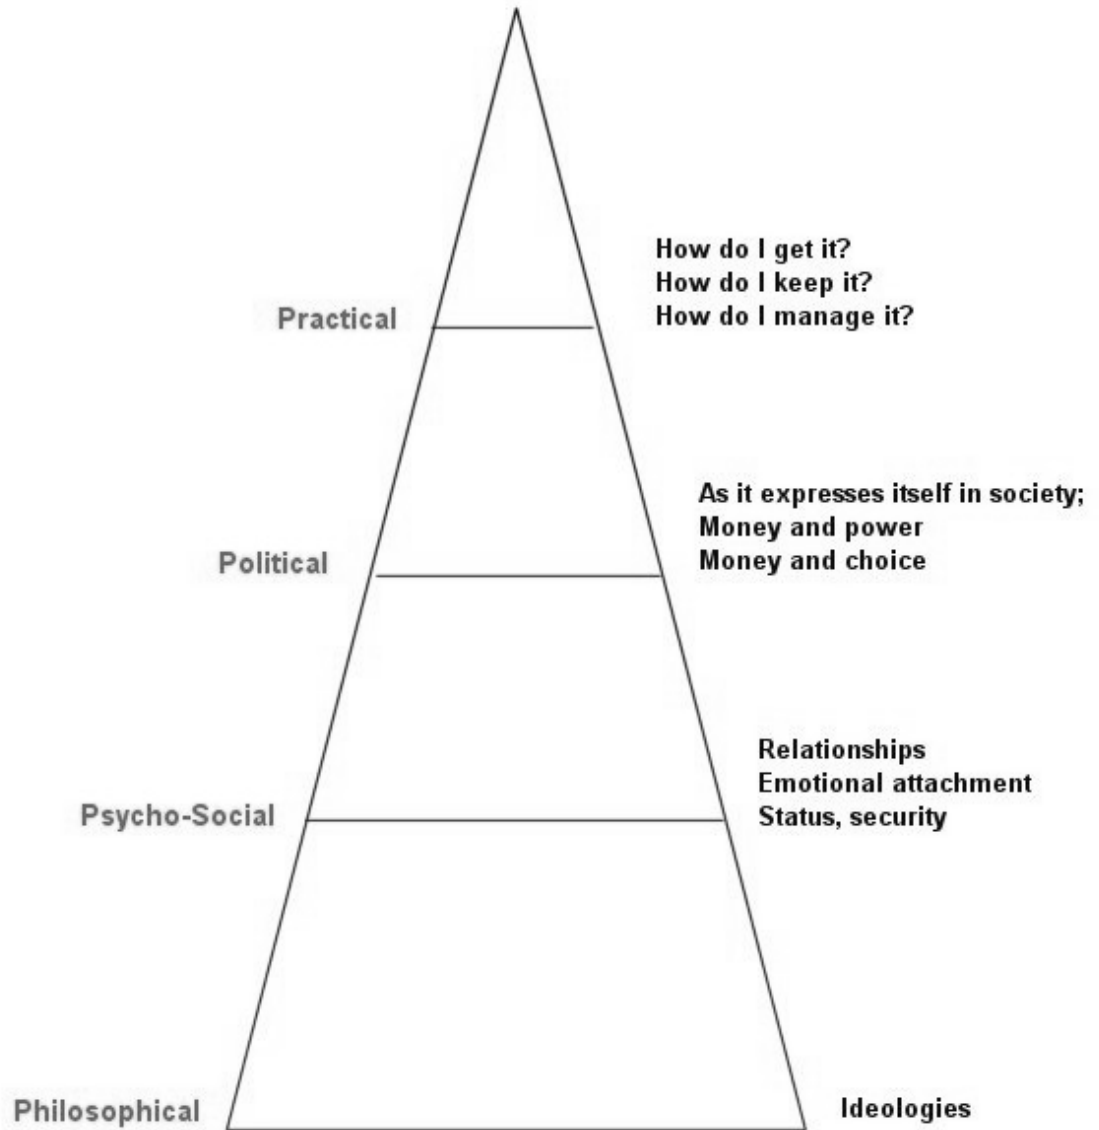 How do I get it?
How do I keep it?
Practical
How do I manage it?
As it expresses itself in society;
Money and power
Political
Money and choice
Relationships
Emotional attachment
Psycho-Social
Status, security
Philosophical
Ideologies